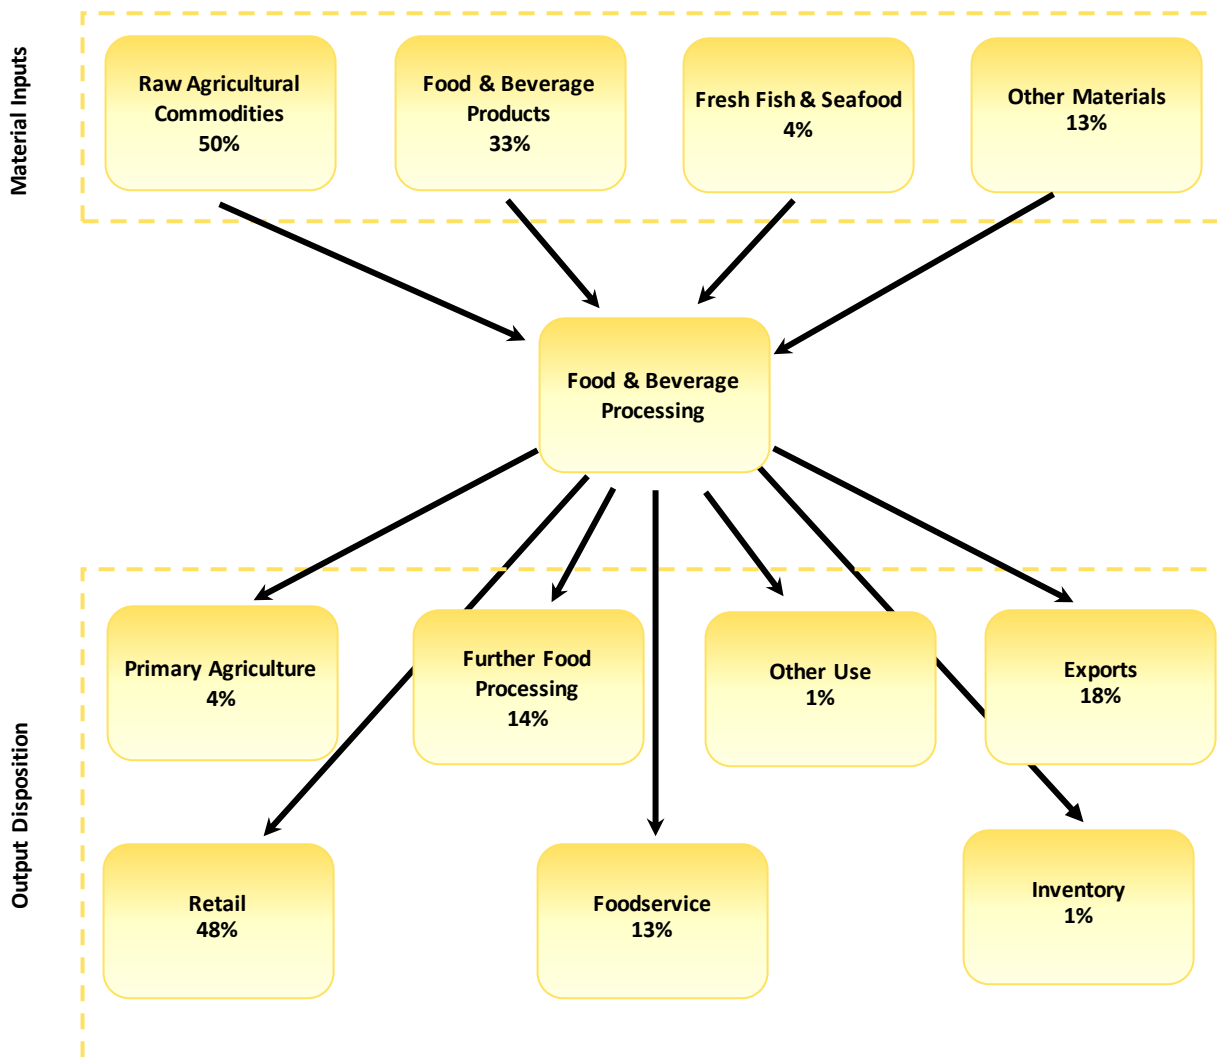 Material Inputs
Raw Agricultural
Commodities
50%
Food & Beverage
Products
33%
Fresh Fish & Seafood
4%
Other Materials
13%
Food & Beverage
Processing
Output Disposition
Primary Agriculture
4%
Further Food
Processing
14%
Other Use
1%
Exports
18%
Retail
48%
Foodservice
13%
Inventory
1%